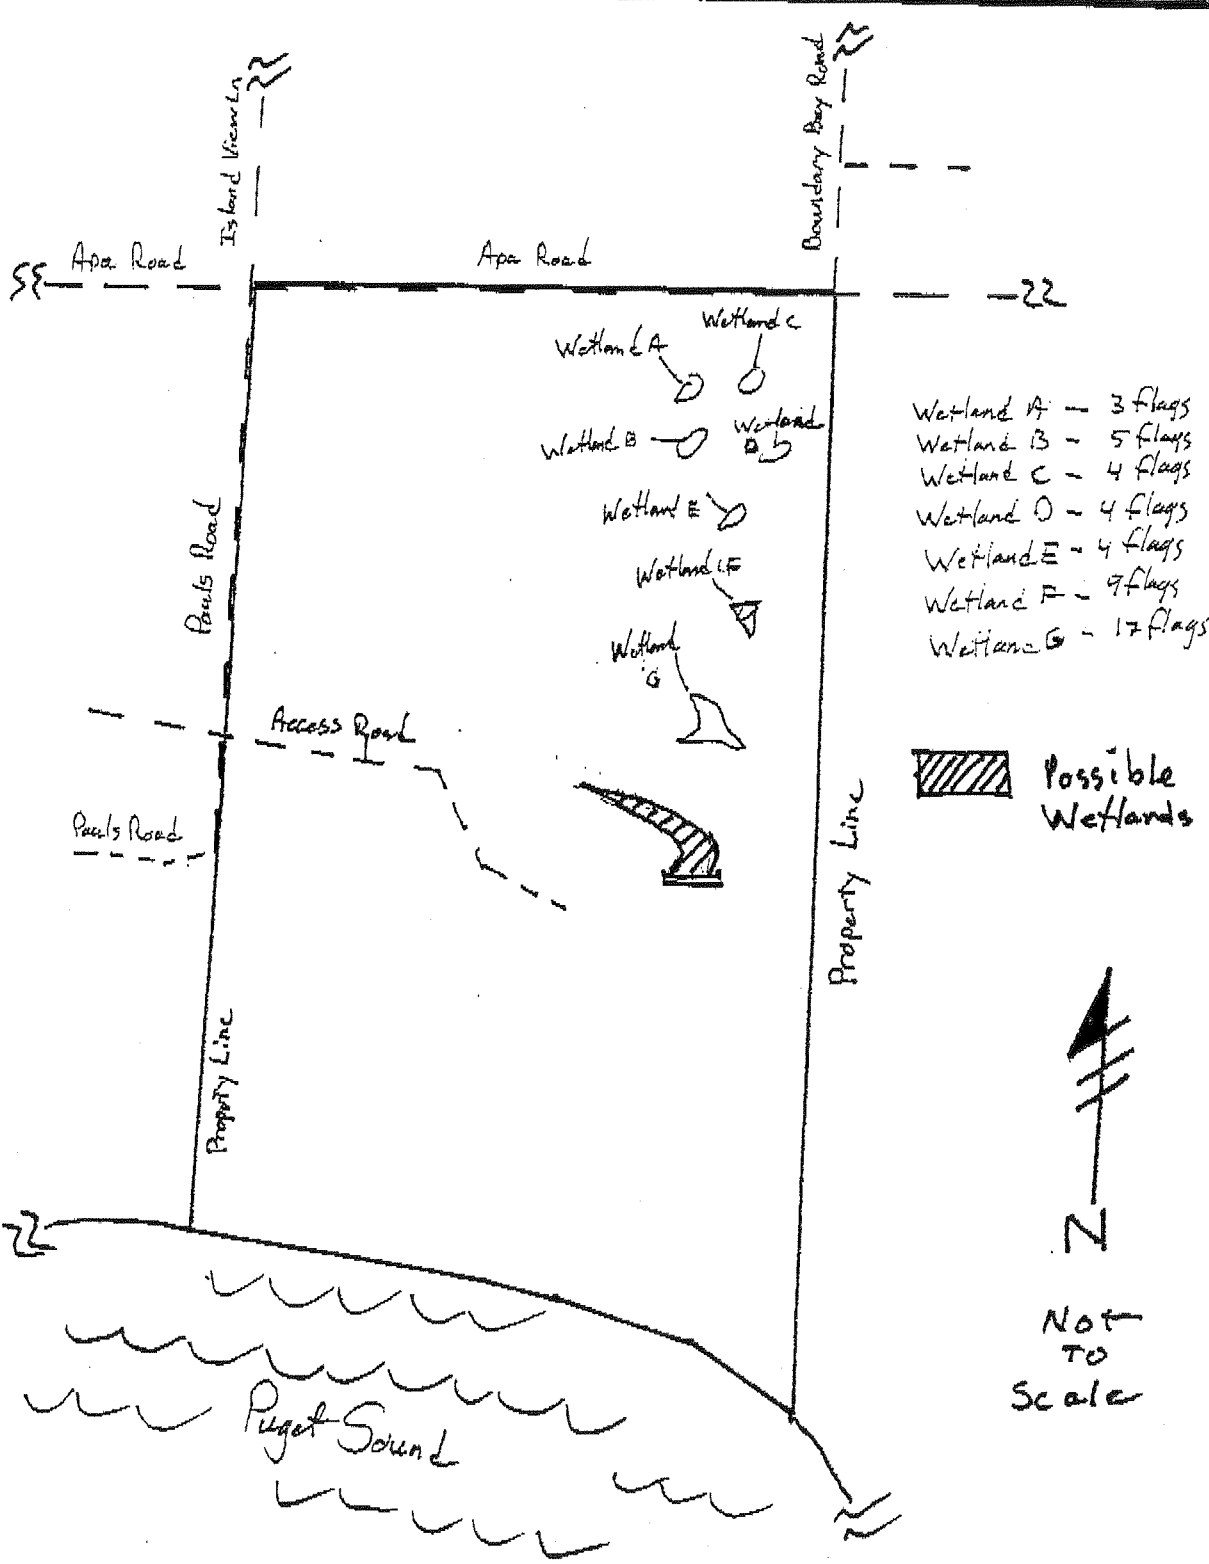 Island View Ln
Boundary Bay Road
Apa Road
Apa Road
Wetland C
Wetland A
Wetland B
Wetland
D
Wetland E
Wetland F
Wetland
G
Wetland A - 3 flags
Wetland B - 5 flags
Wetland C - 4 flags
Wetland D - 4 flags
Wetland E - 4 flags
Wetland F - 9 flags
Wetland G - 17 flags
Pauls Road
Access Road
Pauls Road
Possible
Wetlands
Property Line
Property Line
N
Not
To
Scale
Puget Sound